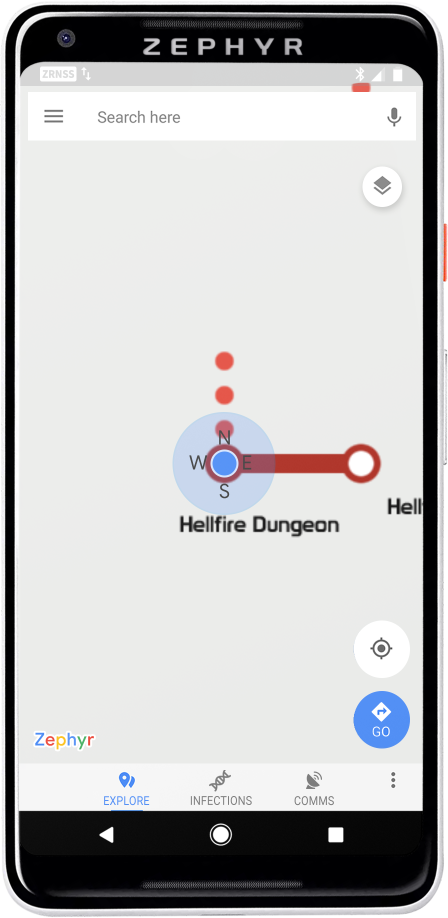 ZEPHYR
ZRNSS
Search here
N
W E
S
Hellfire Dungeon
Hell
GO
Zephyr
EXPLORE INFECTIONS COMMS